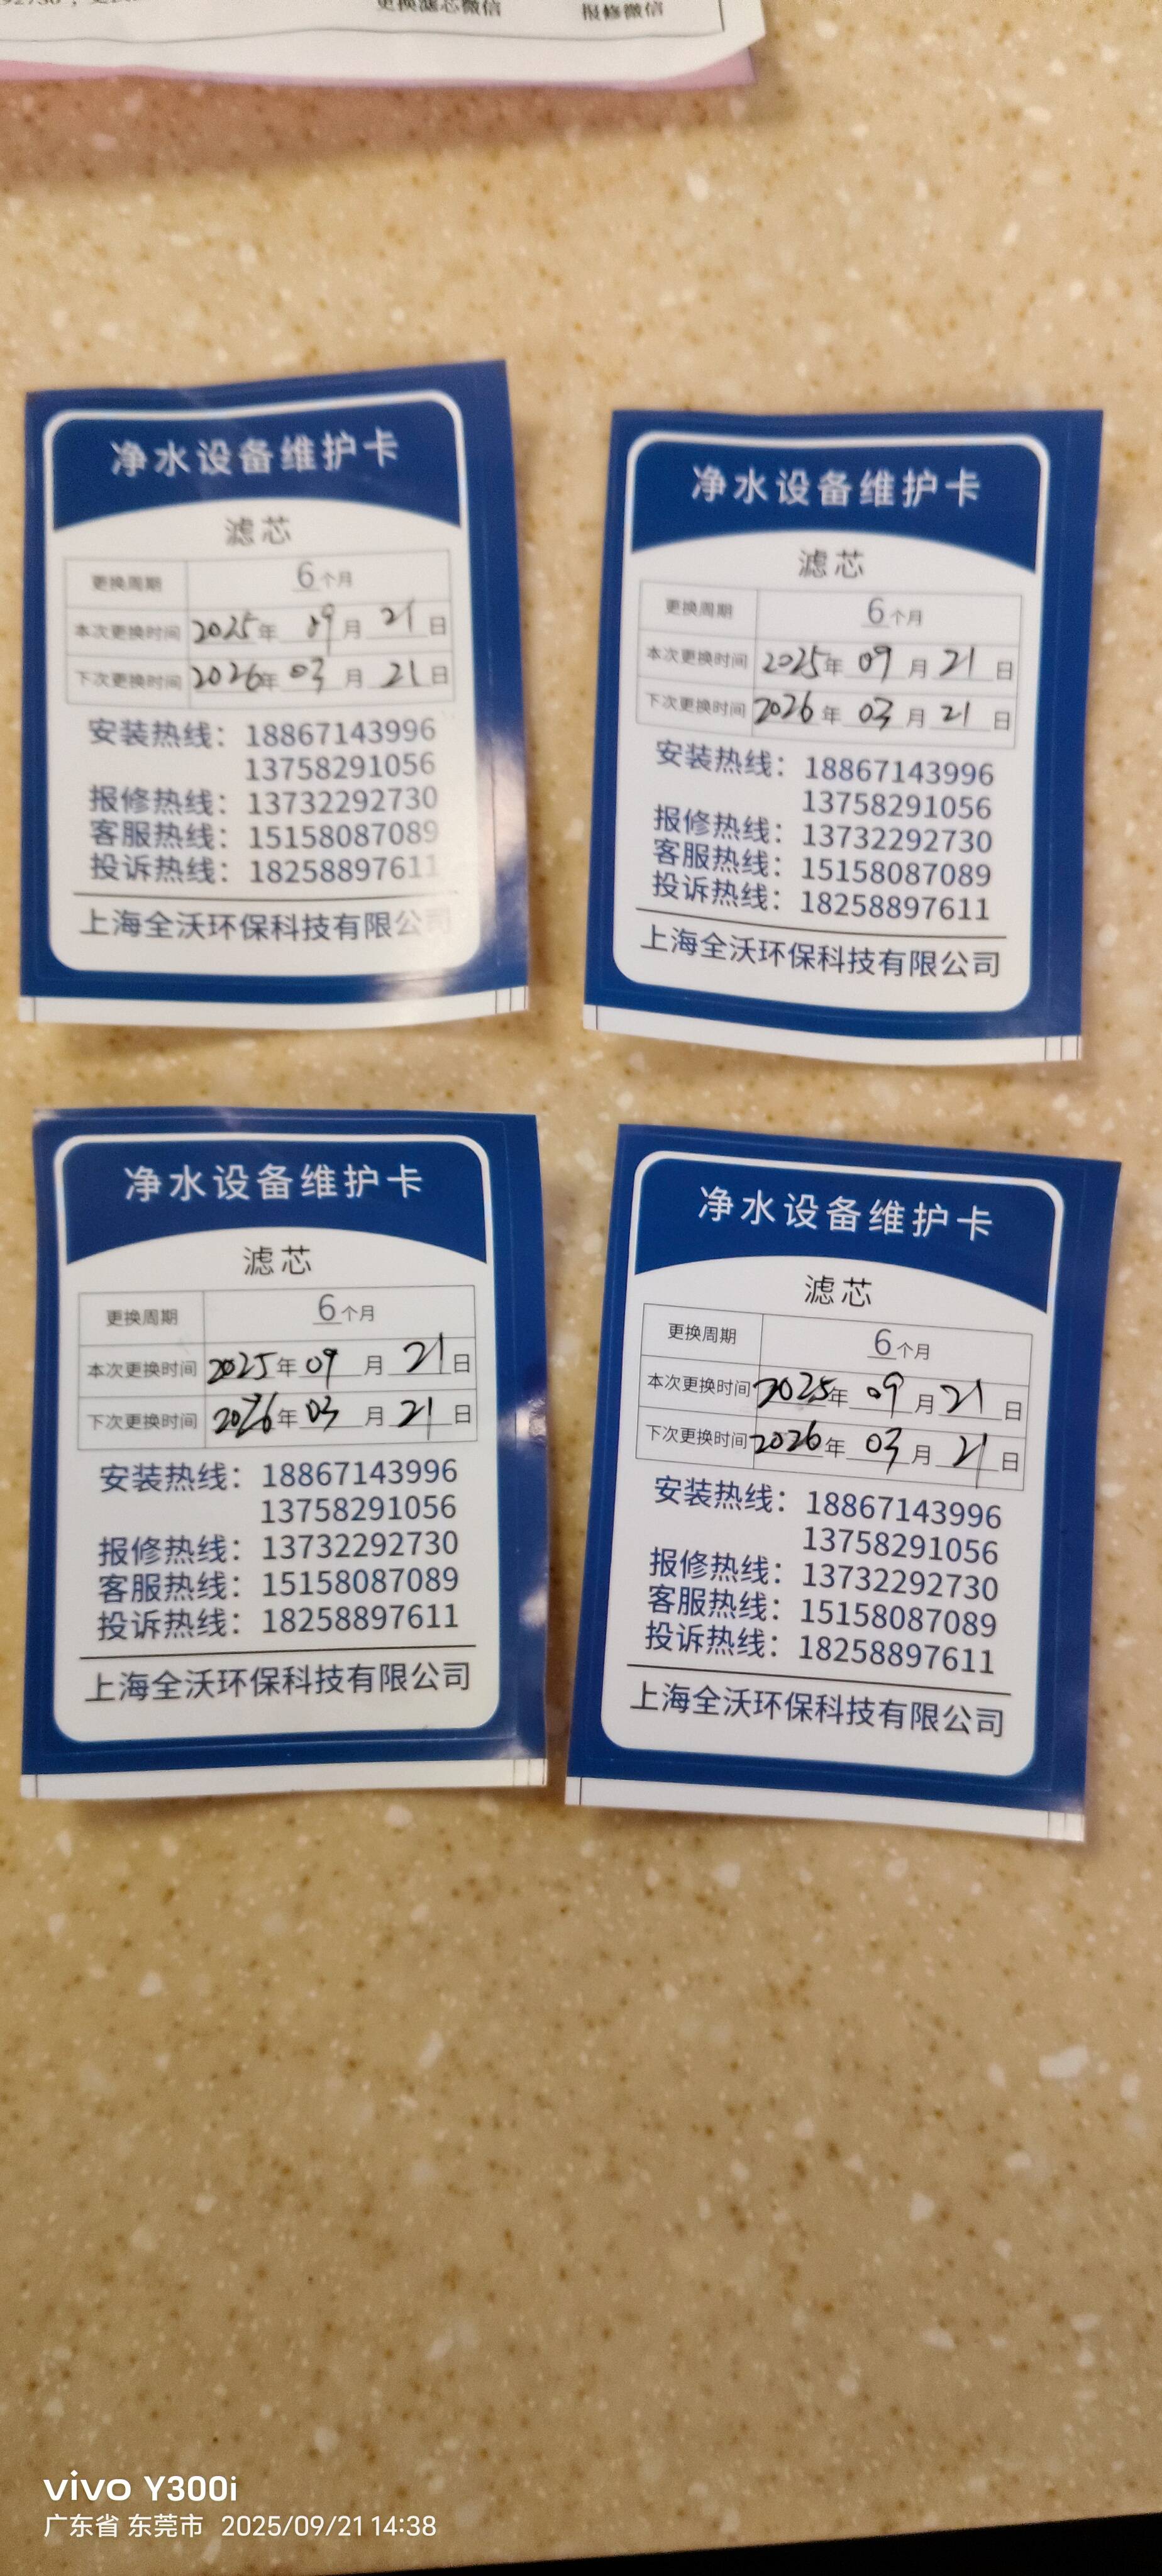 更换滤芯微信 报修微信
净水设备维护卡
滤芯
更换周期 6个月
本次更换时间 2025年 09月 21日
下次更换时间 2026年 03月 21日
安装热线：18867143996
13758291056
报修热线：13732292730
客服热线：15158087089
投诉热线：18258897611
上海全沃环保科技有限公司
净水设备维护卡
滤芯
更换周期 6个月
本次更换时间 2025年 09月 21日
下次更换时间 2026年 03月 21日
安装热线：18867143996
13758291056
报修热线：13732292730
客服热线：15158087089
投诉热线：18258897611
上海全沃环保科技有限公司
净水设备维护卡
滤芯
更换周期 6个月
本次更换时间 2025年 09月 21日
下次更换时间 2026年 03月 21日
安装热线：18867143996
13758291056
报修热线：13732292730
客服热线：15158087089
投诉热线：18258897611
上海全沃环保科技有限公司
净水设备维护卡
滤芯
更换周期 6个月
本次更换时间 2025年 09月 21日
下次更换时间 2026年 03月 21日
安装热线：18867143996
13758291056
报修热线：13732292730
客服热线：15158087089
投诉热线：18258897611
上海全沃环保科技有限公司
vivo Y300i
广东省 东莞市 2025/09/21 14:38